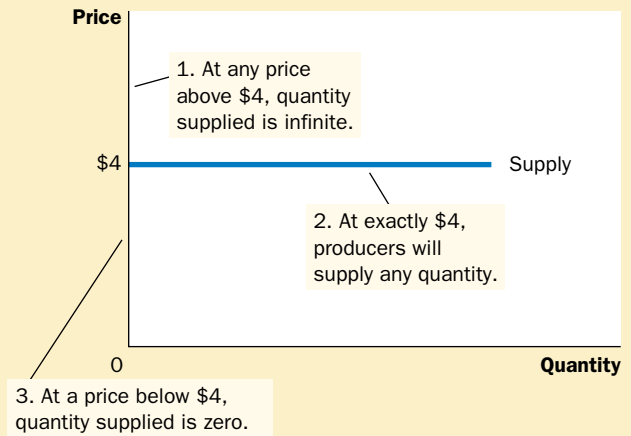 Price
1. At any price
above $4, quantity
supplied is infinite.
$4
Supply
2. At exactly $4,
producers will
supply any quantity.
0
Quantity
3. At a price below $4,
quantity supplied is zero.